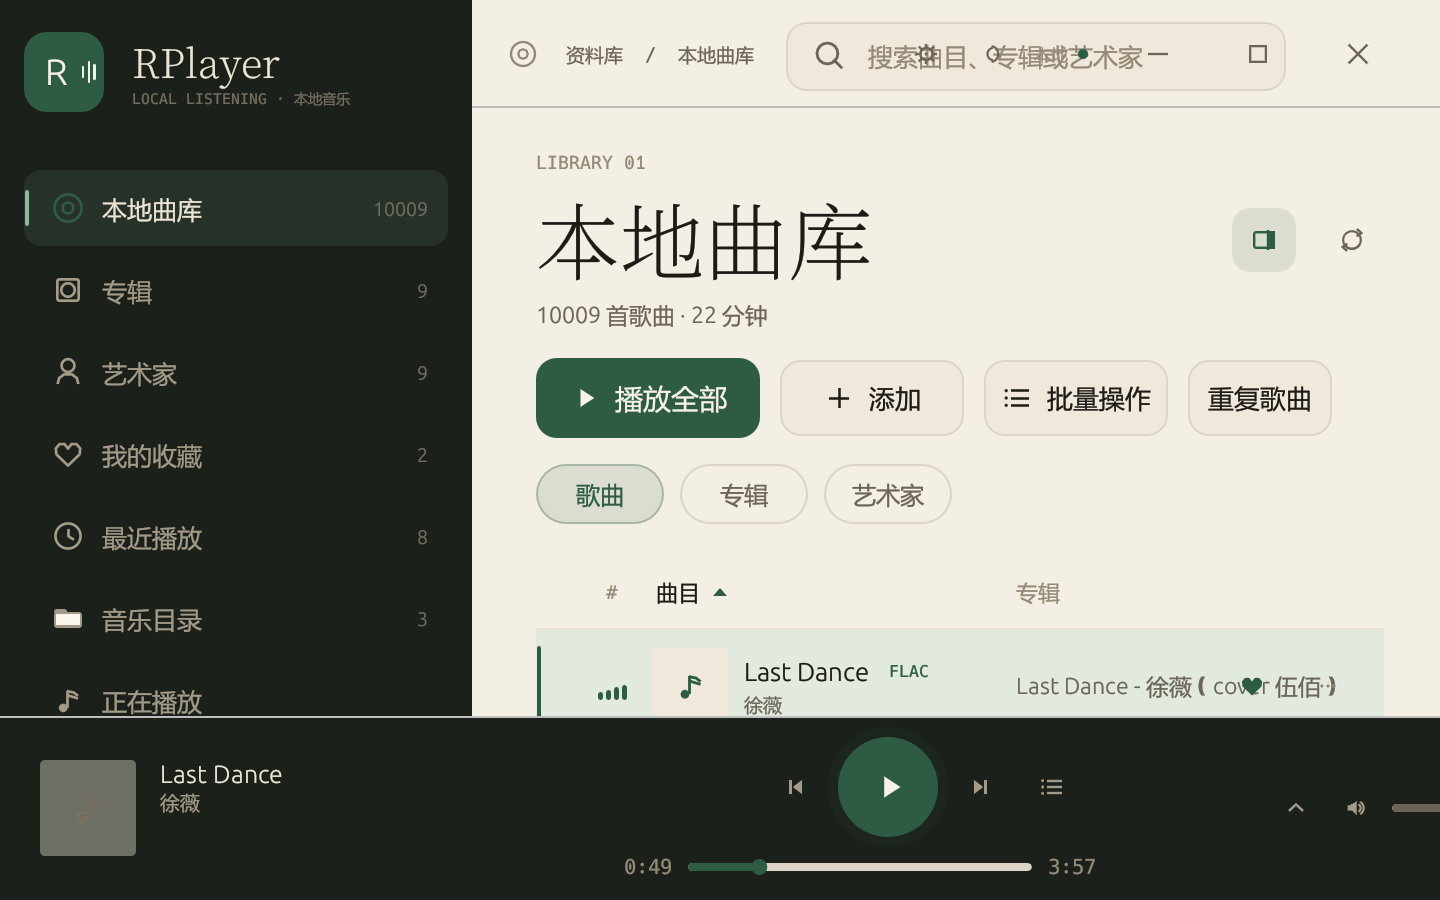 R
RPlayer
LOCAL LISTENING · 本地音乐
本地曲库 10009
专辑 9
艺术家 9
我的收藏 2
最近播放 8
音乐目录 3
正在播放
资料库 / 本地曲库
搜索曲目、专辑或艺术家
LIBRARY 01
本地曲库
10009 首歌曲 · 22 分钟
播放全部
添加
批量操作
重复歌曲
歌曲
专辑
艺术家
# 曲目 专辑
Last Dance FLAC
徐薇
Last Dance - 徐薇 ( cover 伍佰 )
Last Dance
徐薇
0:49
3:57